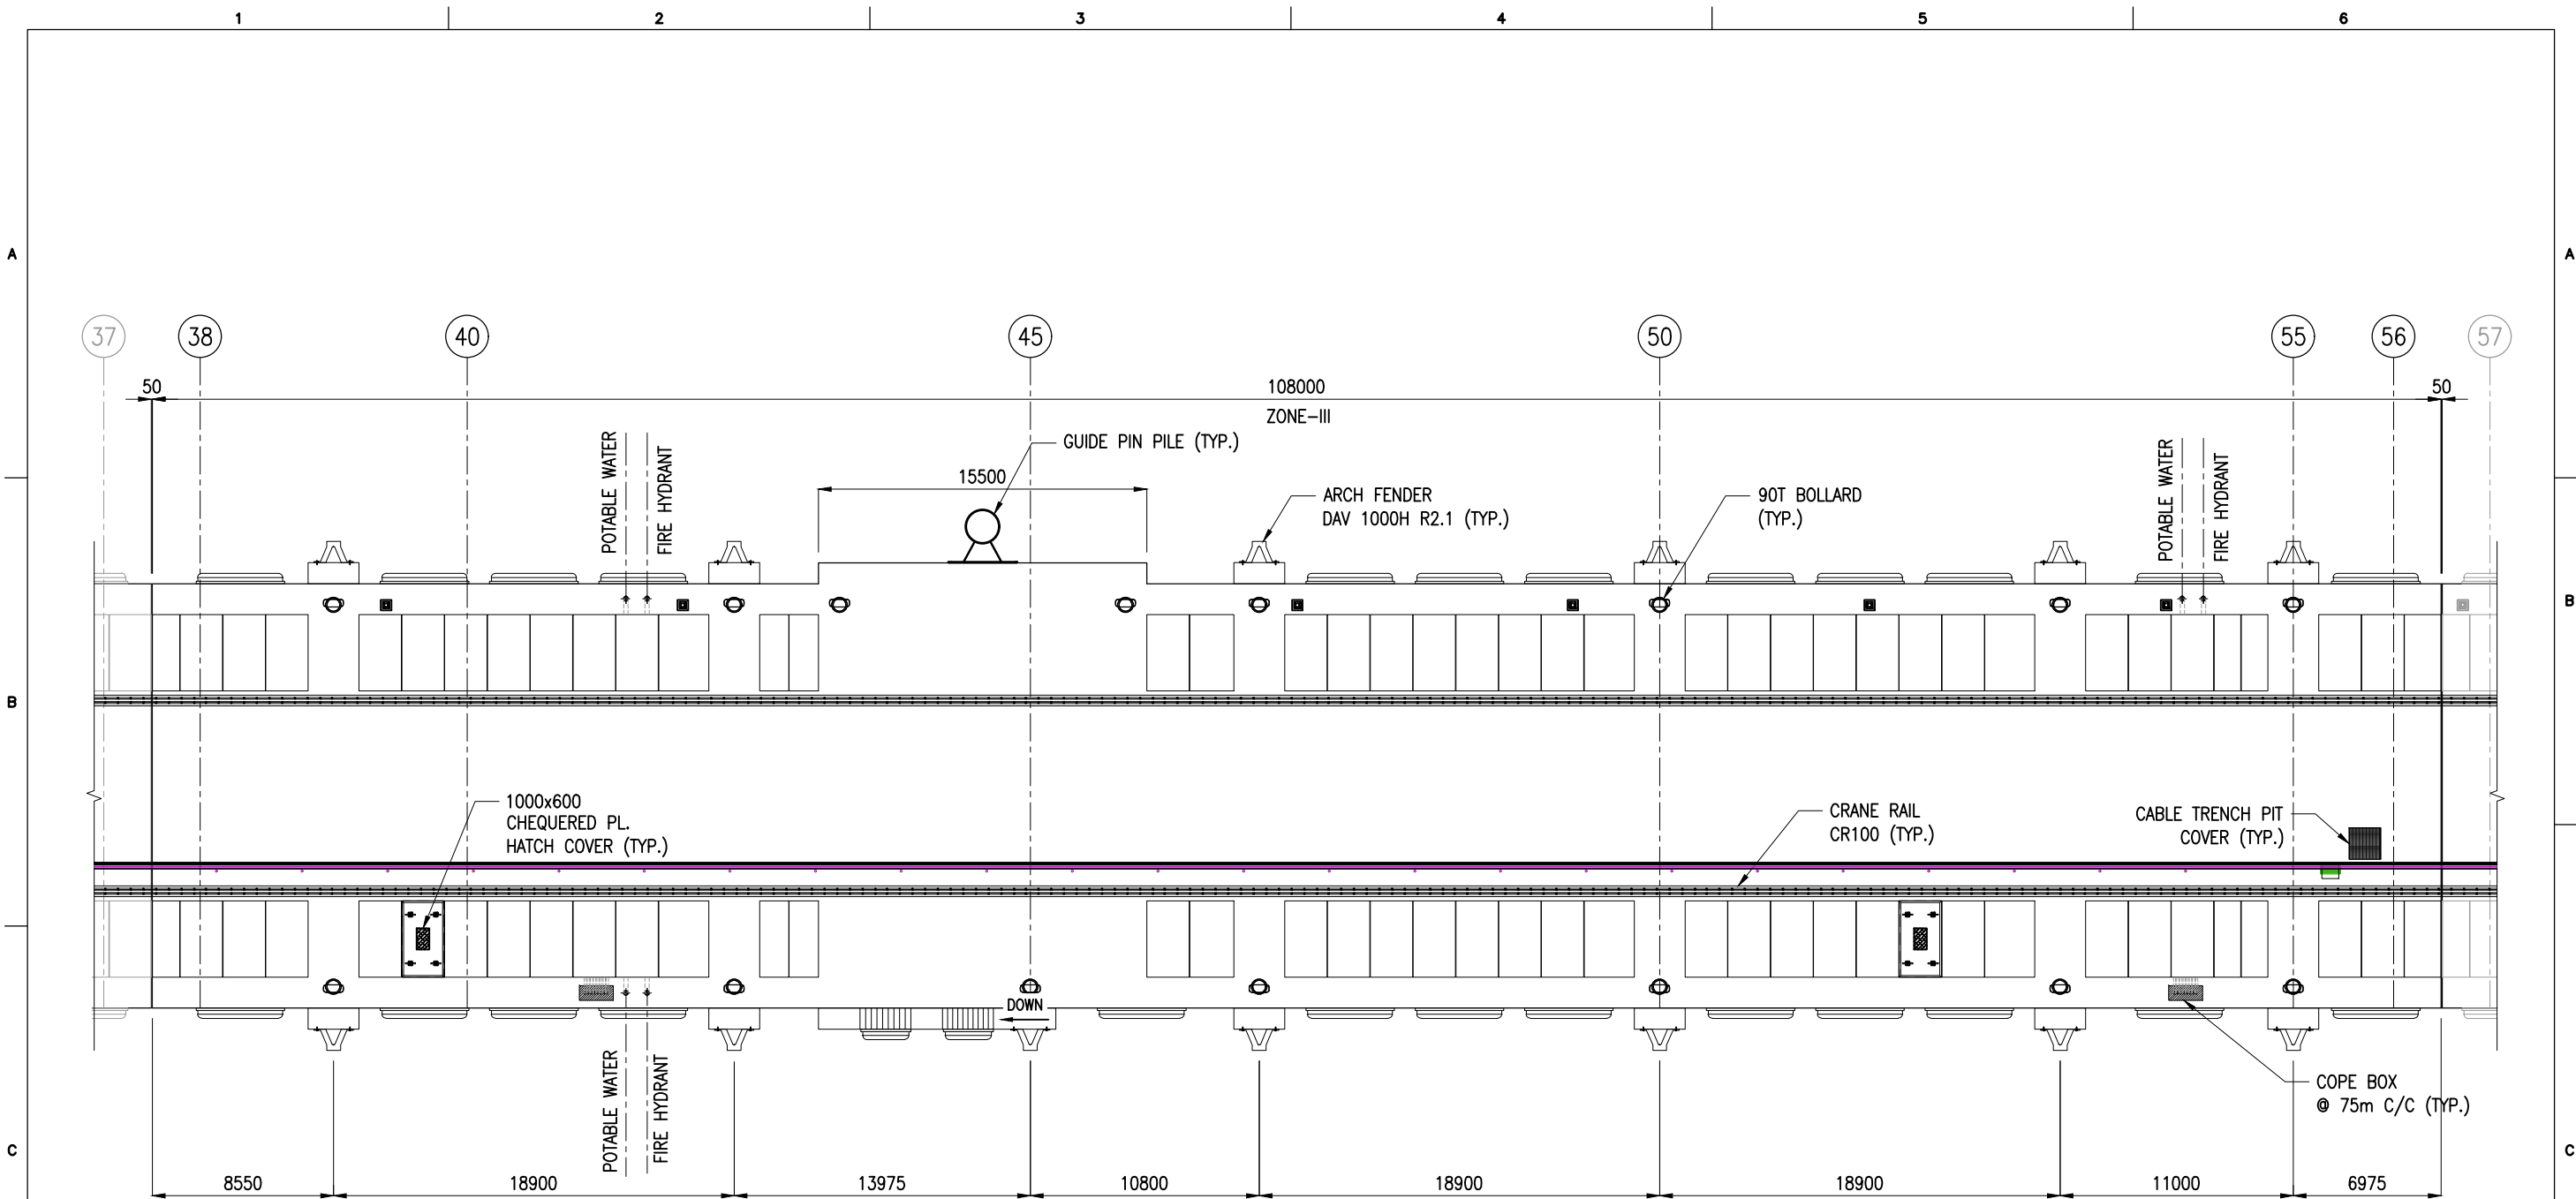 1 2 3 4 5 6
A A
37 38 40 45 50 55 56 57
50 108000 50
ZONE-III
GUIDE PIN PILE (TYP.)
15500
POTABLE WATER
FIRE HYDRANT
ARCH FENDER
DAV 1000H R2.1 (TYP.)
90T BOLLARD
(TYP.)
POTABLE WATER
FIRE HYDRANT
B
B
1000x600
CHEQUERED PL.
HATCH COVER (TYP.)
CRANE RAIL
CR100 (TYP.)
CABLE TRENCH PIT
COVER (TYP.)
DOWN
POTABLE WATER
FIRE HYDRANT
COPE BOX
@ 75m C/C (TYP.)
C C
8550 18900 13975 10800 18900 18900 11000 6975